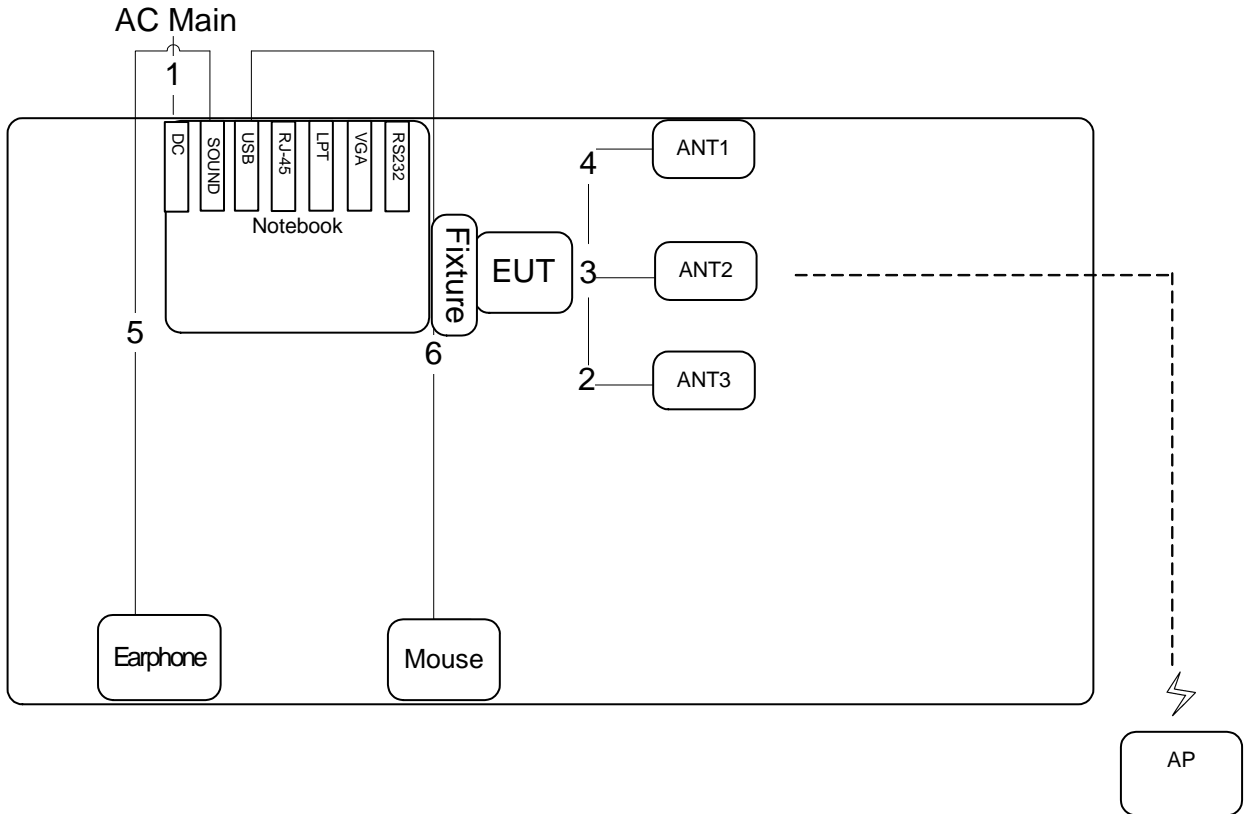 AC Main
1
DC
SOUND
USB
RJ-45
LPT
VGA
RS232
Notebook
Fixture
EUT
4
ANT1
3
ANT2
2
ANT3
5
6
Earphone
Mouse
AP